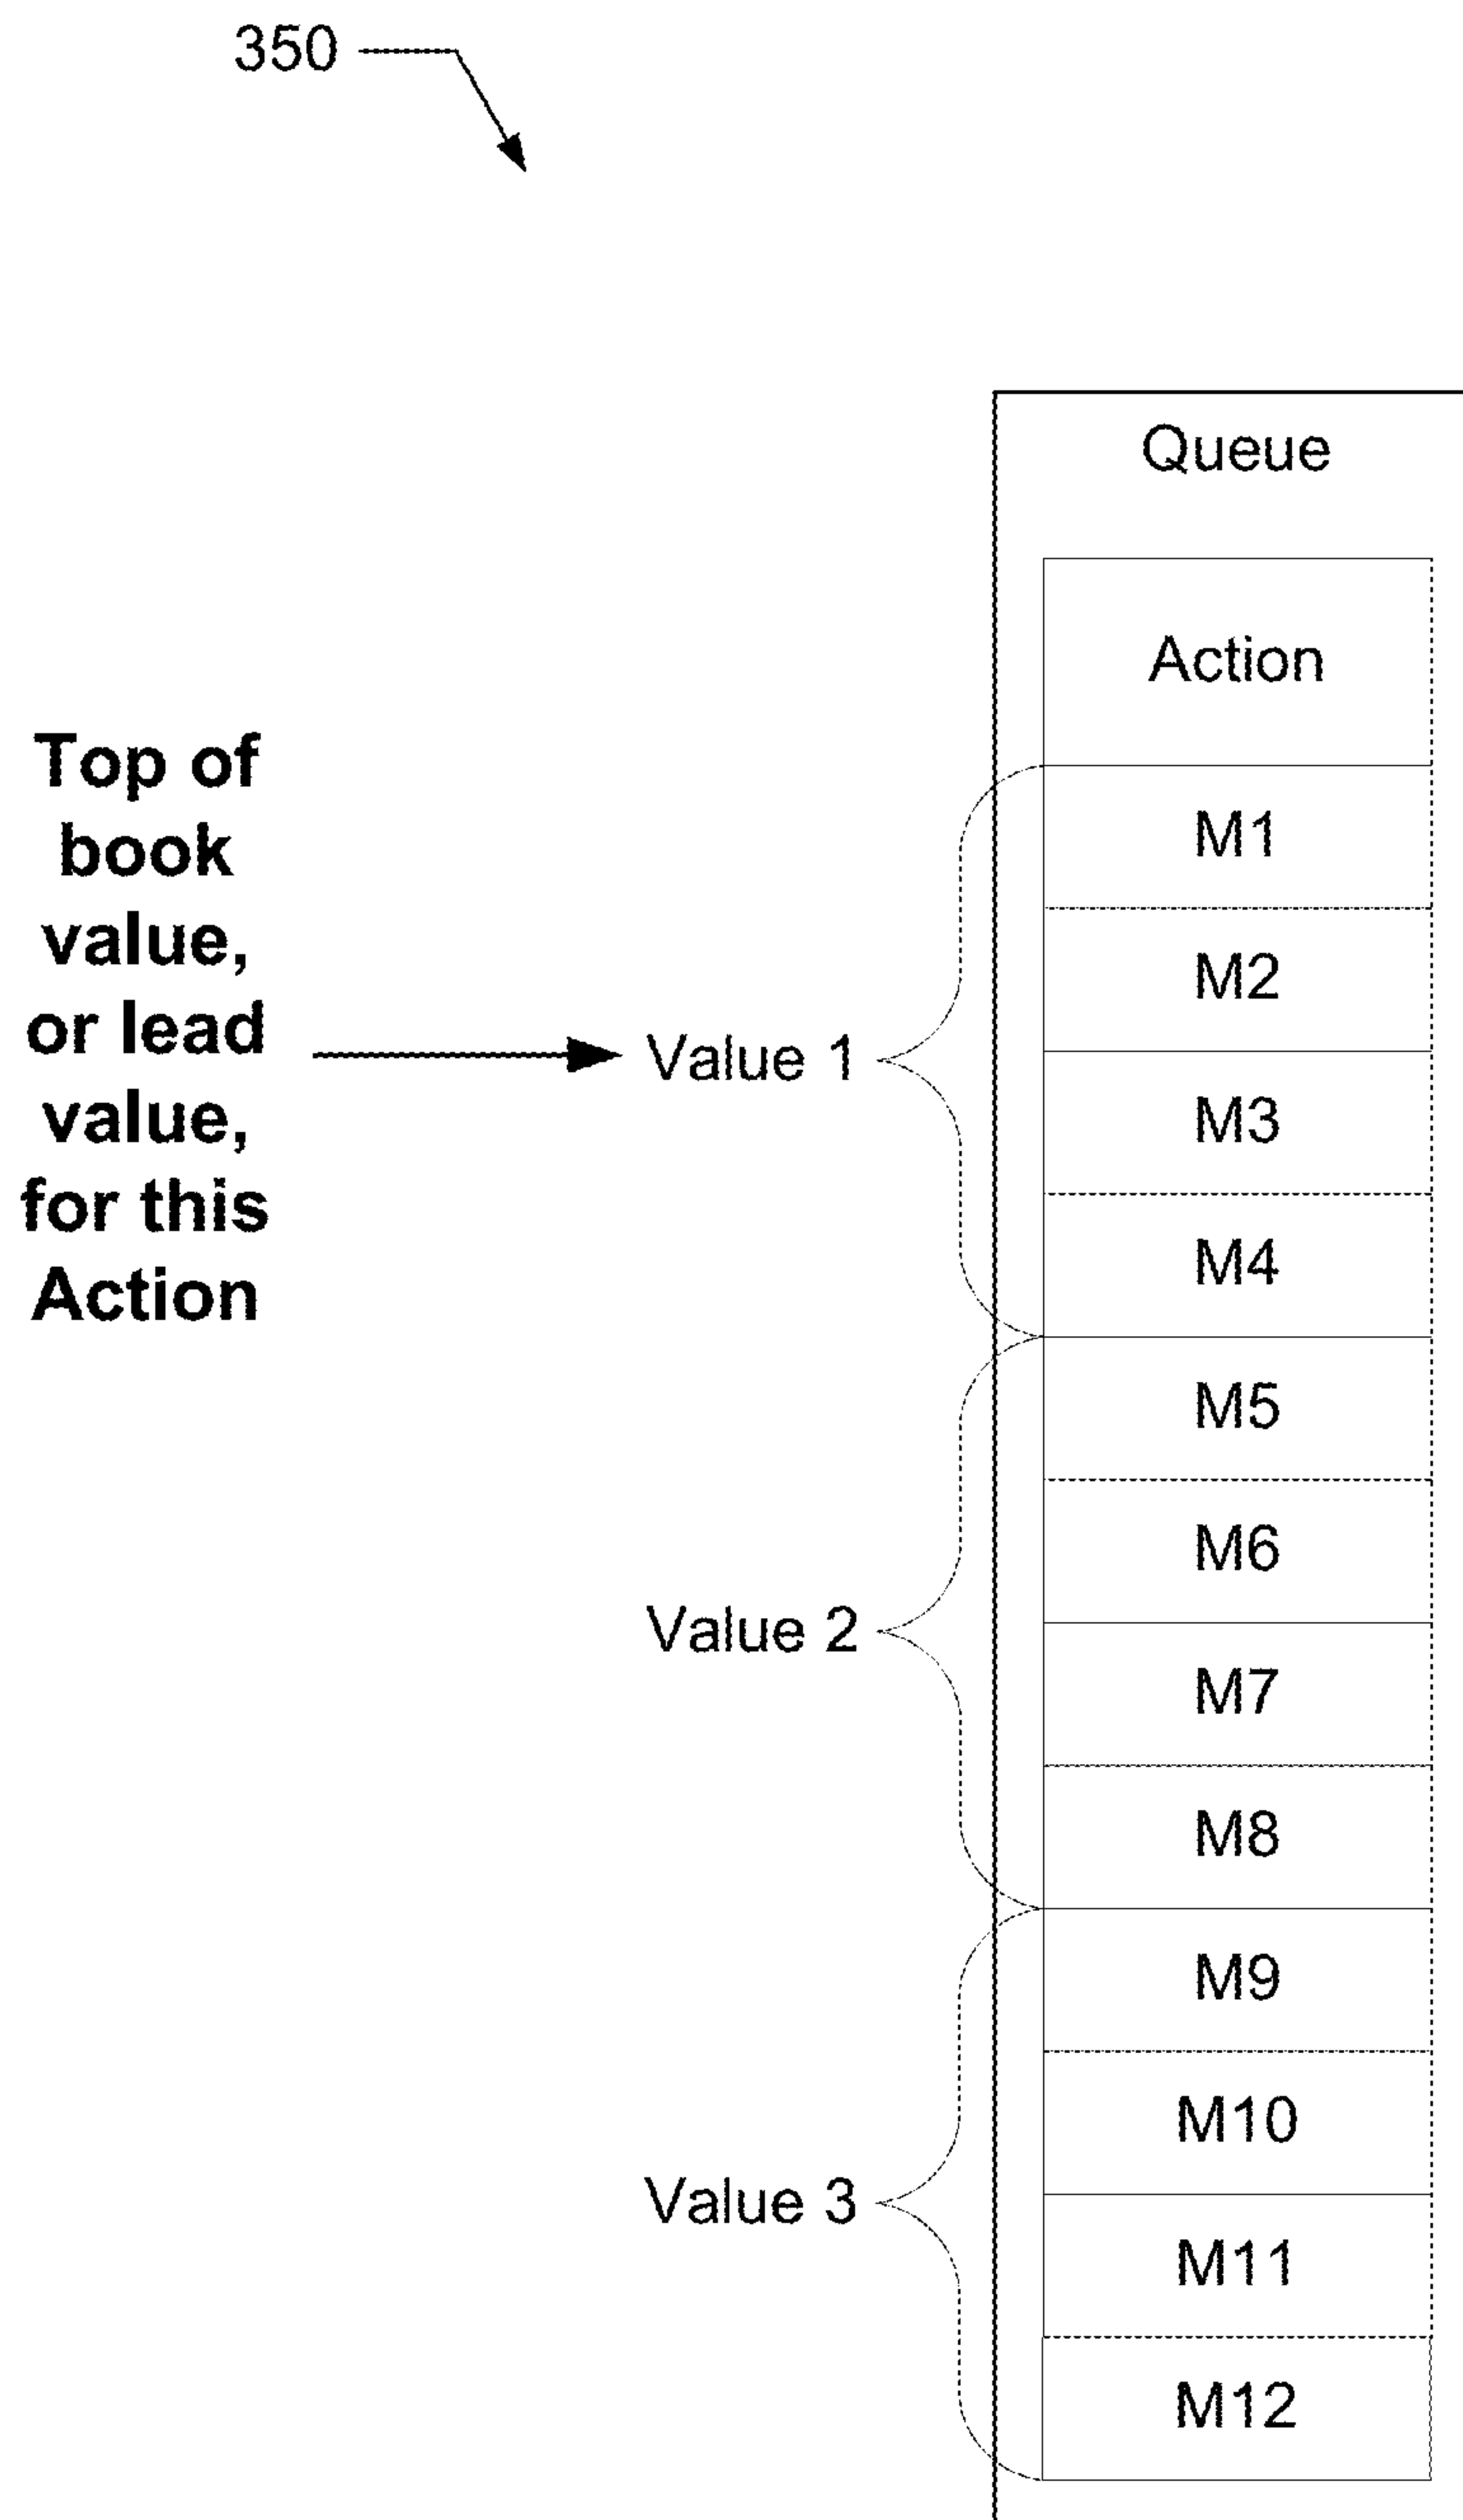 350
Queue
Action
Top of
book
value,
or lead
value,
for this
Action
Value 1
M1
M2
M3
M4
Value 2
M5
M6
M7
M8
Value 3
M9
M10
M11
M12